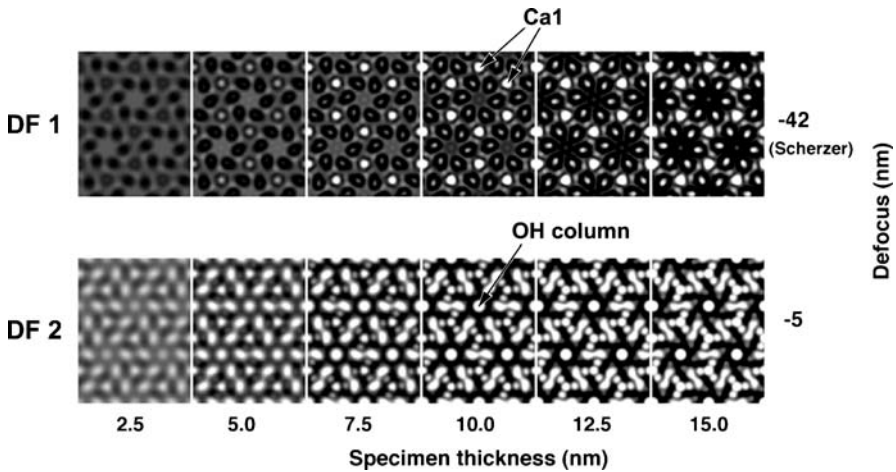 Ca1
DF 1
-42
(Scherzer)
OH column
DF 2
-5
Defocus (nm)
2.5 5.0 7.5 10.0 12.5 15.0
Specimen thickness (nm)